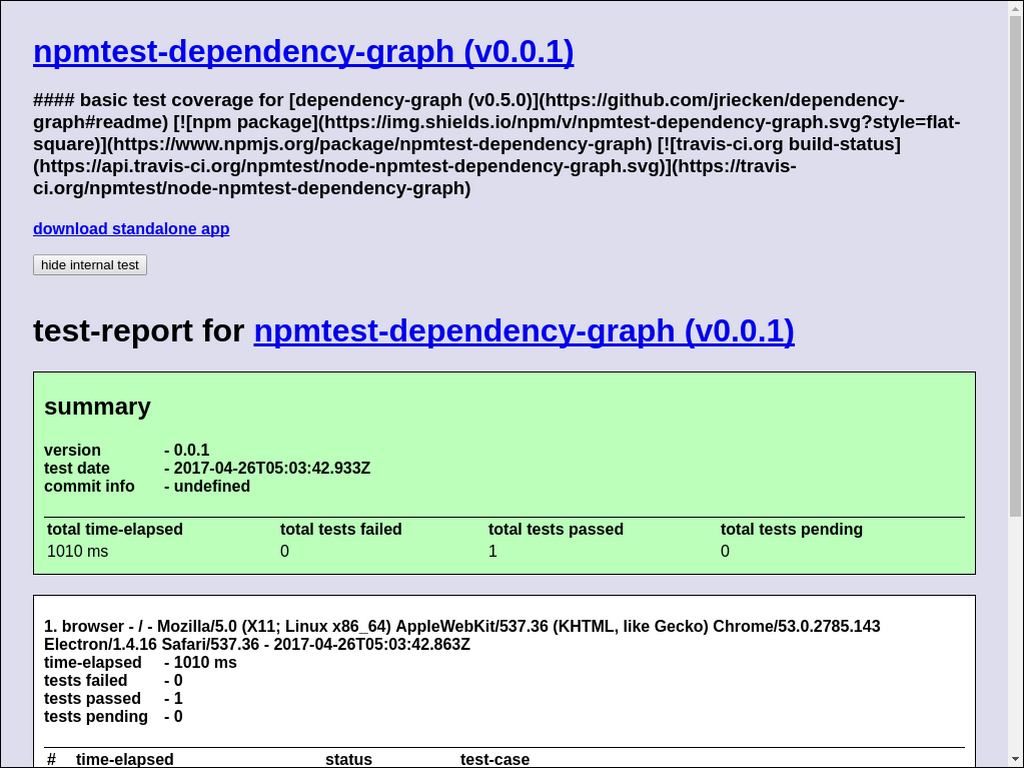 npmtest-dependency-graph (v0.0.1)
#### basic test coverage for [dependency-graph (v0.5.0)](https://github.com/jriecken/dependency-
graph#readme) [![npm package](https://img.shields.io/npm/v/npmtest-dependency-graph.svg?style=flat-
square)](https://www.npmjs.org/package/npmtest-dependency-graph) [![travis-ci.org build-status]
(https://api.travis-ci.org/npmtest/node-npmtest-dependency-graph.svg)](https://travis-
ci.org/npmtest/node-npmtest-dependency-graph)
download standalone app
hide internal test
test-report for npmtest-dependency-graph (v0.0.1)
summary
version - 0.0.1
test date - 2017-04-26T05:03:42.933Z
commit info - undefined
total time-elapsed total tests failed total tests passed total tests pending
1010 ms 0 1 0
1. browser - / - Mozilla/5.0 (X11; Linux x86_64) AppleWebKit/537.36 (KHTML, like Gecko) Chrome/53.0.2785.143
Electron/1.4.16 Safari/537.36 - 2017-04-26T05:03:42.863Z
time-elapsed - 1010 ms
tests failed - 0
tests passed - 1
tests pending - 0
# time-elapsed status test-case